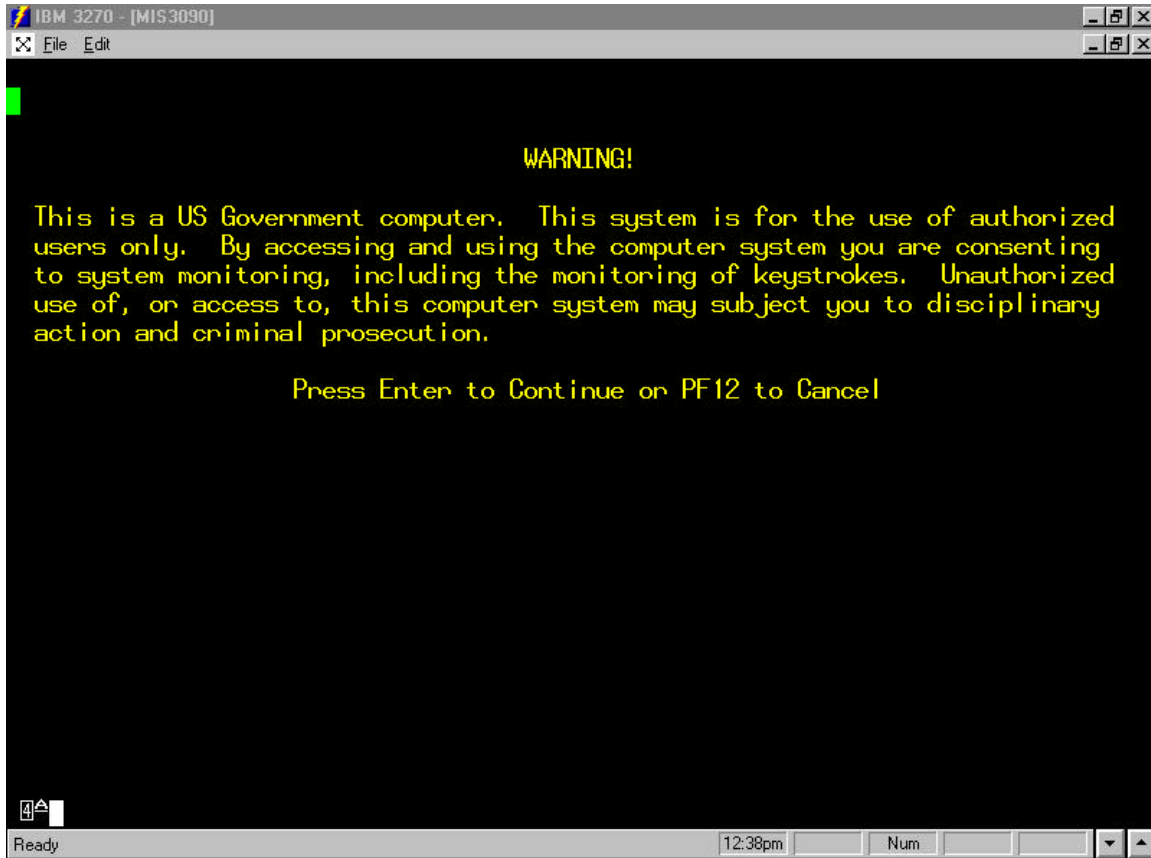 IBM 3270 - [MIS3090]
File Edit
WARNING!
This is a US Government computer.  This system is for the use of authorized
users only.  By accessing and using the computer system you are consenting
to system monitoring, including the monitoring of keystrokes.  Unauthorized
use of, or access to, this computer system may subject you to disciplinary
action and criminal prosecution.
Press Enter to Continue or PF12 to Cancel
4A
Ready 12:38pm Num